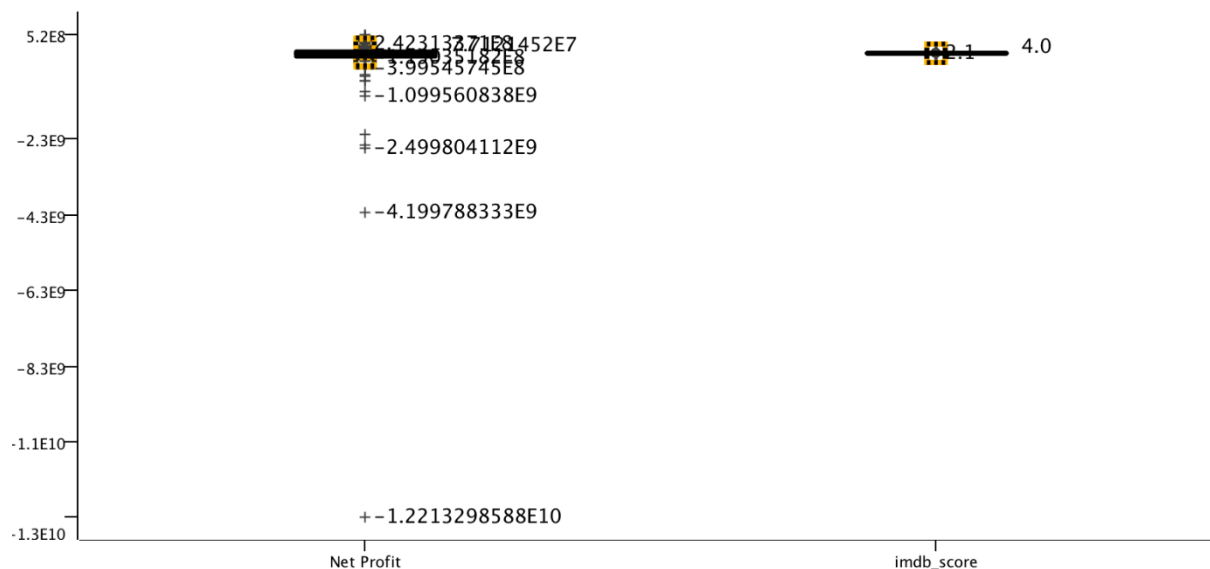 5.2E8
-2.3E9
-4.3E9
-6.3E9
-8.3E9
-1.1E10
-1.3E10
-3.99545745E8
-1.099560838E9
-2.499804112E9
-4.199788333E9
-1.2213298588E10
2.1
4.0
Net Profit
imdb_score